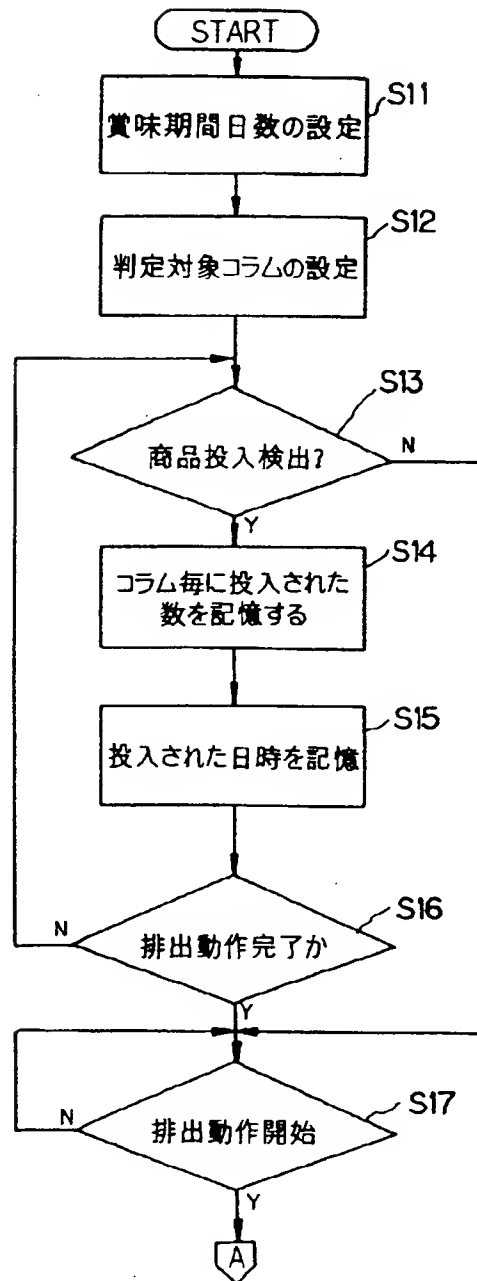 START
S11
賞味期間日数の設定
S12
判定対象コラムの設定
S13
商品投入検出?
N
Y
S14
コラム毎に投入された
数を記憶する
S15
投入された日時を記憶
S16
N
排出動作完了か
Y
S17
N
排出動作開始
Y
A